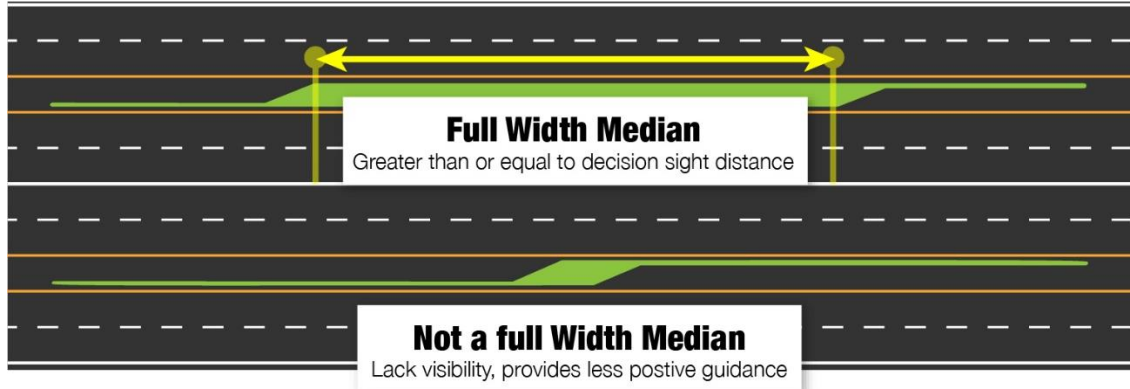 Full Width Median
Greater than or equal to decision sight distance
Not a full Width Median
Lack visibility, provides less postive guidance